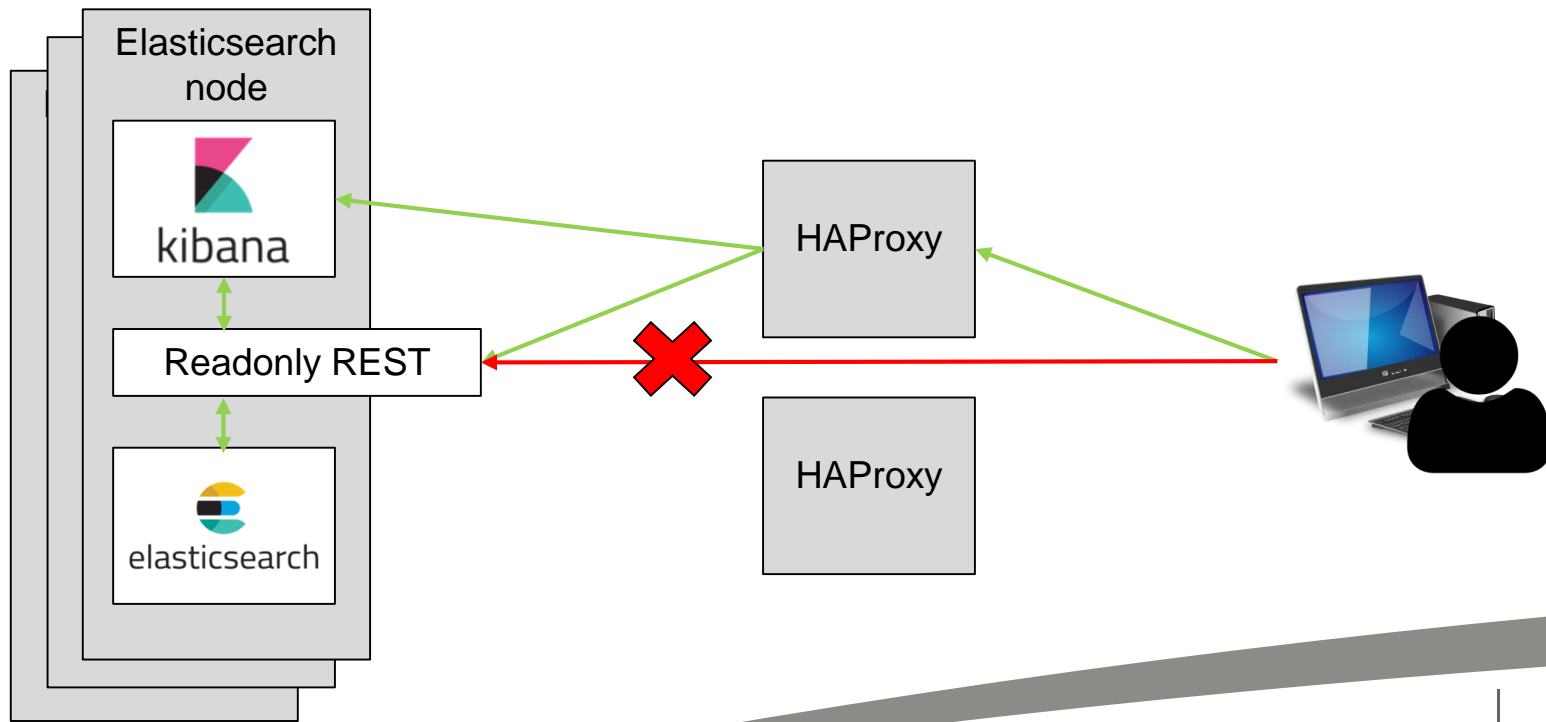 Elasticsearch
node
kibana
HAProxy
Readonly REST
HAProxy
elasticsearch